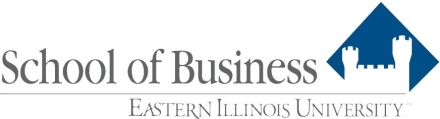 School of Business
EASTERN ILLINOIS UNIVERSITY